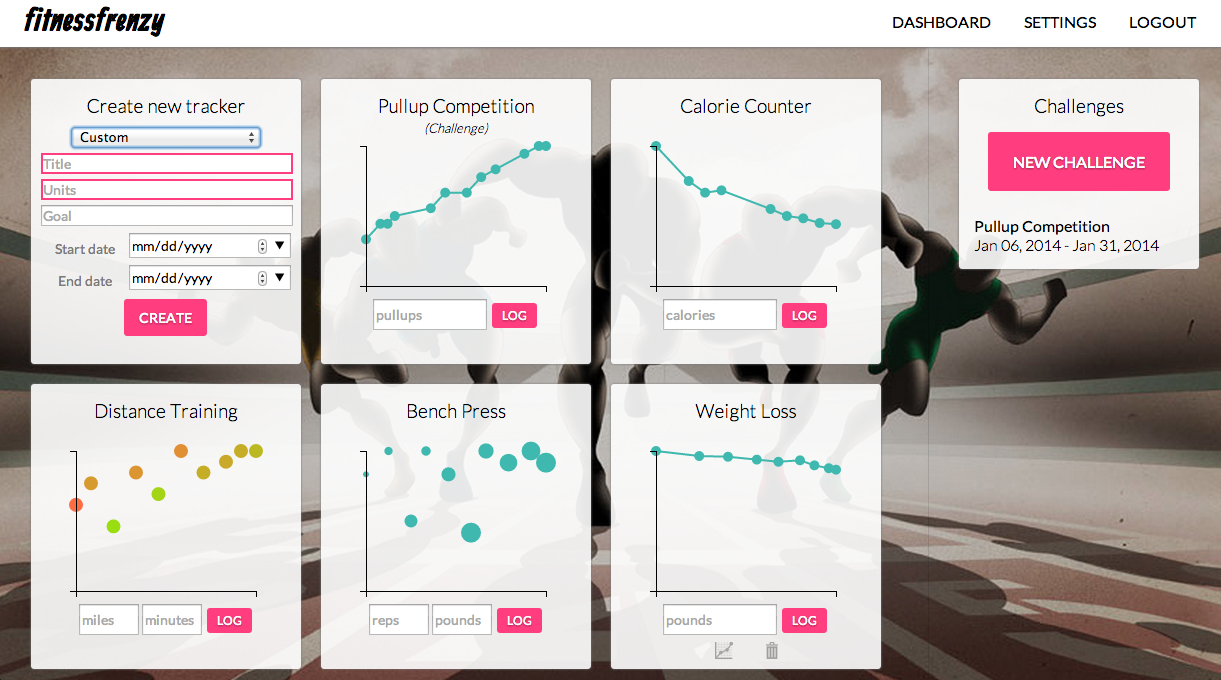 fitnessfrenzy
DASHBOARD SETTINGS LOGOUT
Create new tracker
Custom
Title
Units
Goal
Start date mm/dd/yyyy
End date mm/dd/yyyy
CREATE
Pullup Competition
(Challenge)
pullups LOG
Calorie Counter
calories LOG
Challenges
NEW CHALLENGE
Pullup Competition
Jan 06, 2014 - Jan 31, 2014
Distance Training
miles minutes LOG
Bench Press
reps pounds LOG
Weight Loss
pounds LOG